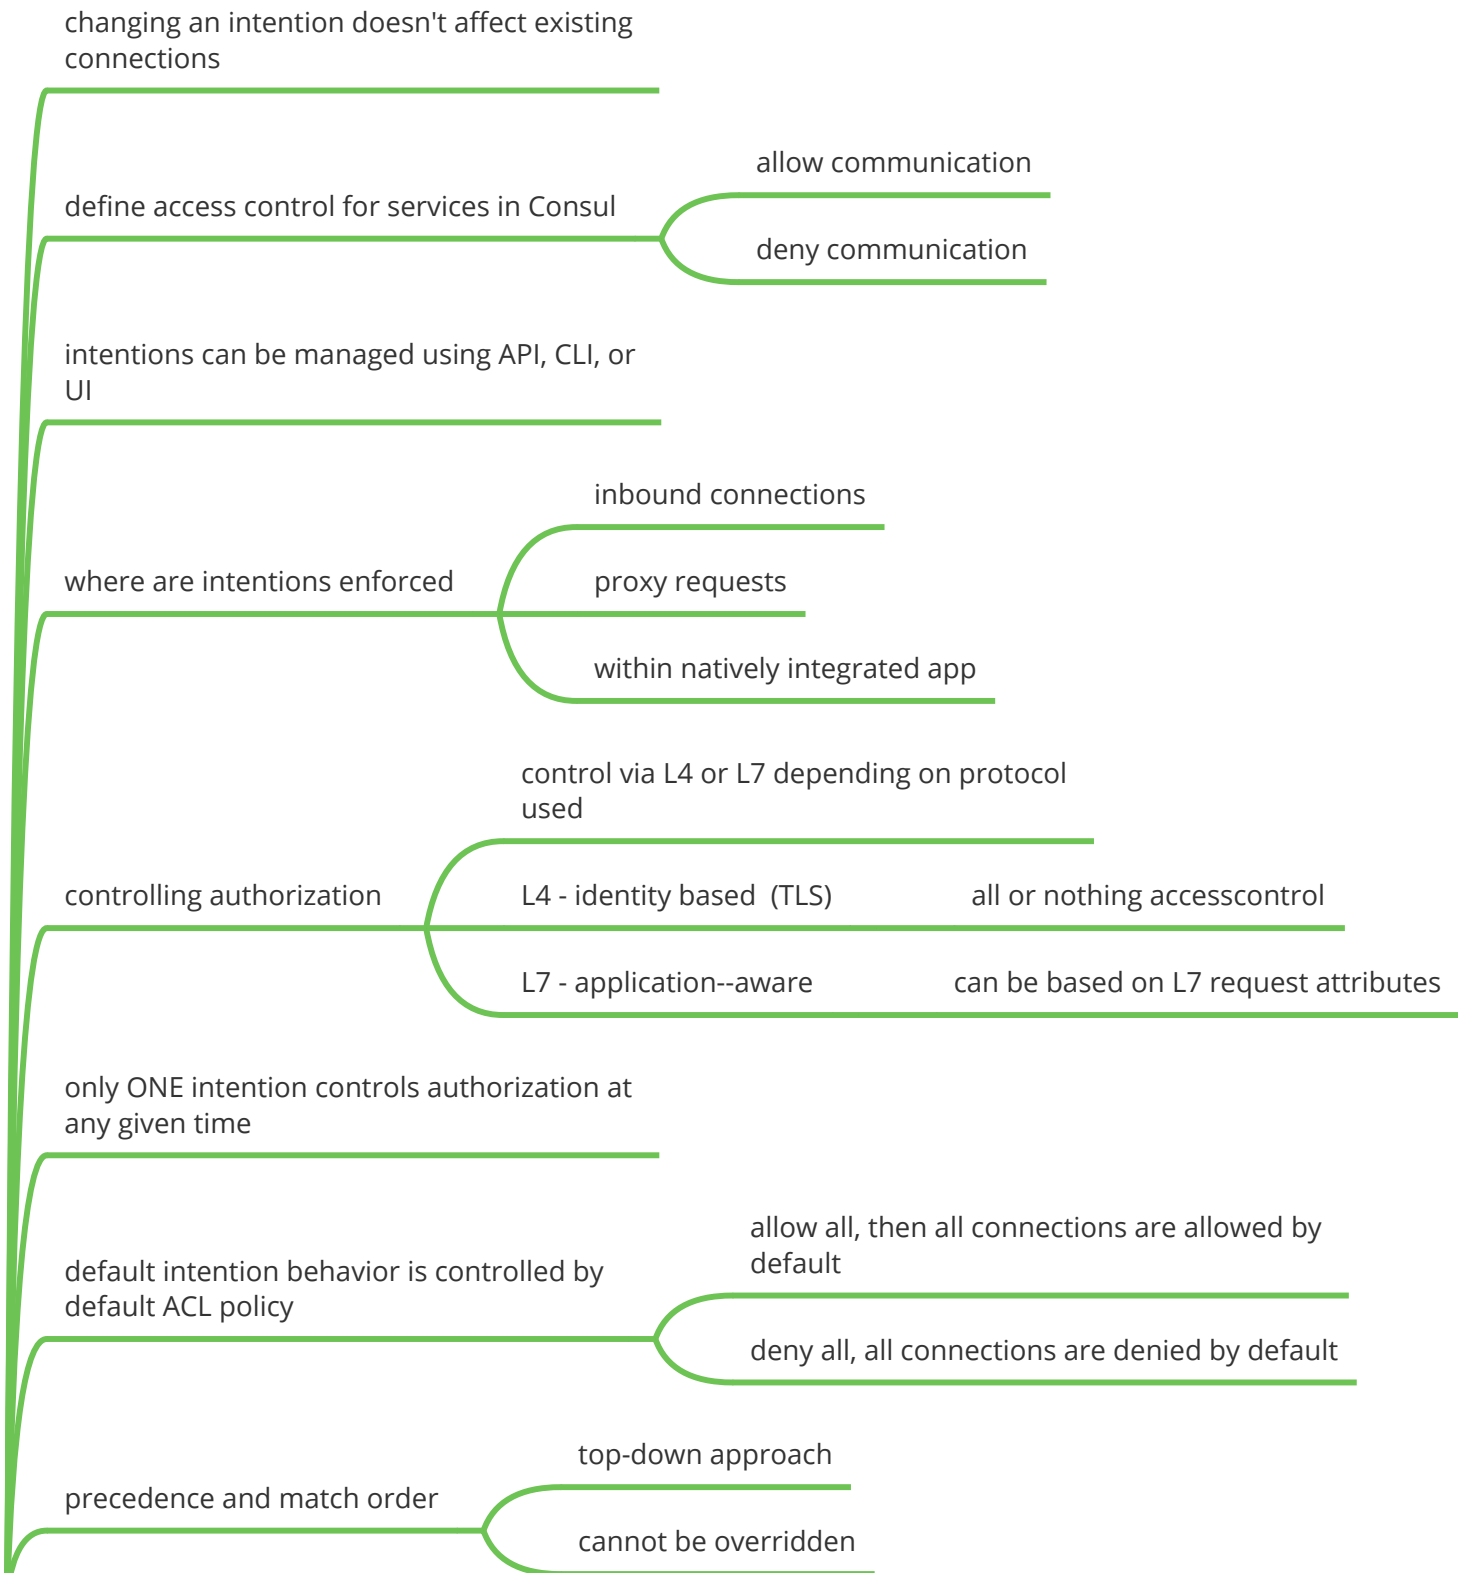 changing an intention doesn't affect existing
connections
allow communication
define access control for services in Consul
deny communication
intentions can be managed using API, CLI, or
UI
inbound connections
where are intentions enforced
proxy requests
within natively integrated app
control via L4 or L7 depending on protocol
used
controlling authorization
L4 - identity based  (TLS)
all or nothing accesscontrol
L7 - application--aware
can be based on L7 request attributes
only ONE intention controls authorization at
any given time
allow all, then all connections are allowed by
default
default intention behavior is controlled by
default ACL policy
deny all, all connections are denied by default
top-down approach
precedence and match order
cannot be overridden